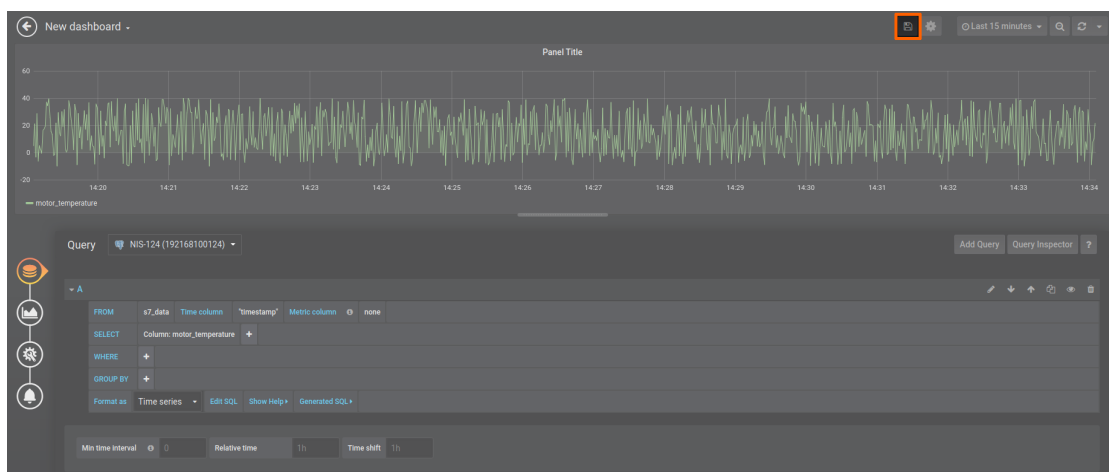 New dashboard
Last 15 minutes
Panel Title
60
40
20
0
-20
14:20 14:21 14:22 14:23 14:24 14:25 14:26 14:27 14:28 14:29 14:30 14:31 14:32 14:33 14:34
motor_temperature
Query NIS-124 (192168100124) Add Query Query Inspector ?
A
FROM s7_data Time column "timestamp" Metric column none
SELECT Column: motor_temperature +
WHERE +
GROUP BY +
Format as Time series Edit SQL Show Help Generated SQL
Min time interval 0 Relative time 1h Time shift 1h